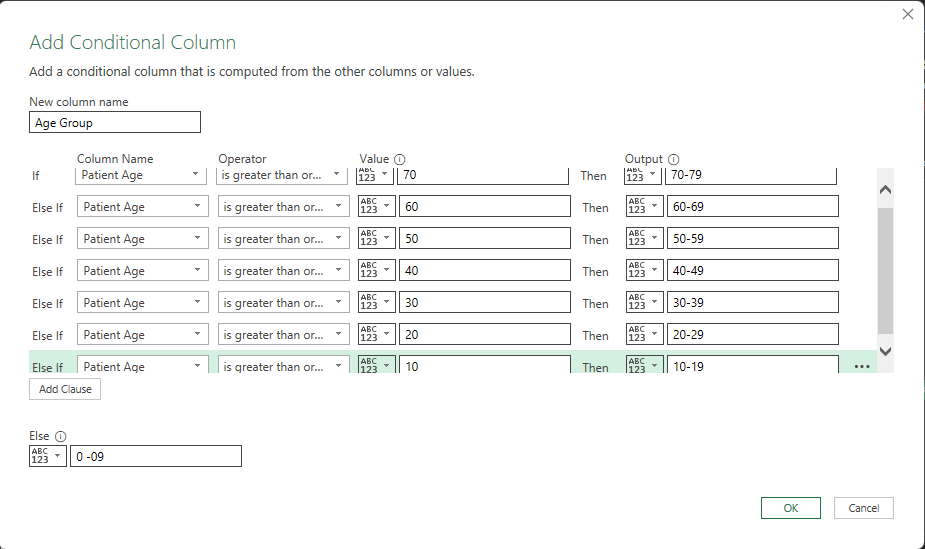 Add Conditional Column
Add a conditional column that is computed from the other columns or values.
New column name
Age Group
Column Name Operator Value Output
If Patient Age is greater than or... ABC 123 70 Then ABC 123 70-79
Else If Patient Age is greater than or... ABC 123 60 Then ABC 123 60-69
Else If Patient Age is greater than or... ABC 123 50 Then ABC 123 50-59
Else If Patient Age is greater than or... ABC 123 40 Then ABC 123 40-49
Else If Patient Age is greater than or... ABC 123 30 Then ABC 123 30-39
Else If Patient Age is greater than or... ABC 123 20 Then ABC 123 20-29
Else If Patient Age is greater than or... ABC 123 10 Then ABC 123 10-19 ...
Add Clause
Else
ABC 123 0 -09
OK Cancel